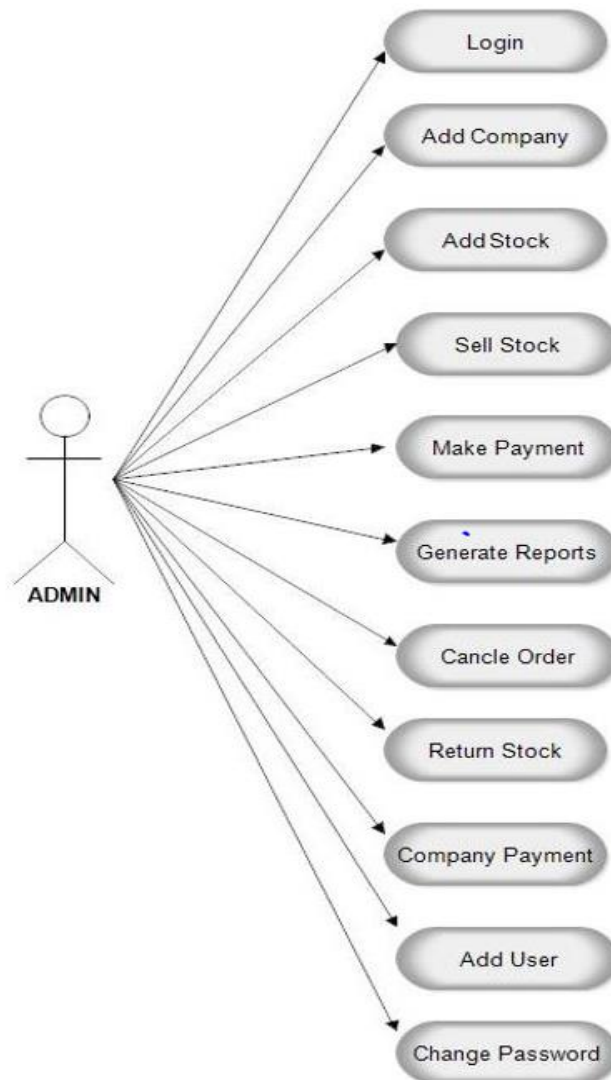 Login
Add Company
Add Stock
Sell Stock
Make Payment
Generate Reports
ADMIN
Cancle Order
Return Stock
Company Payment
Add User
Change Password